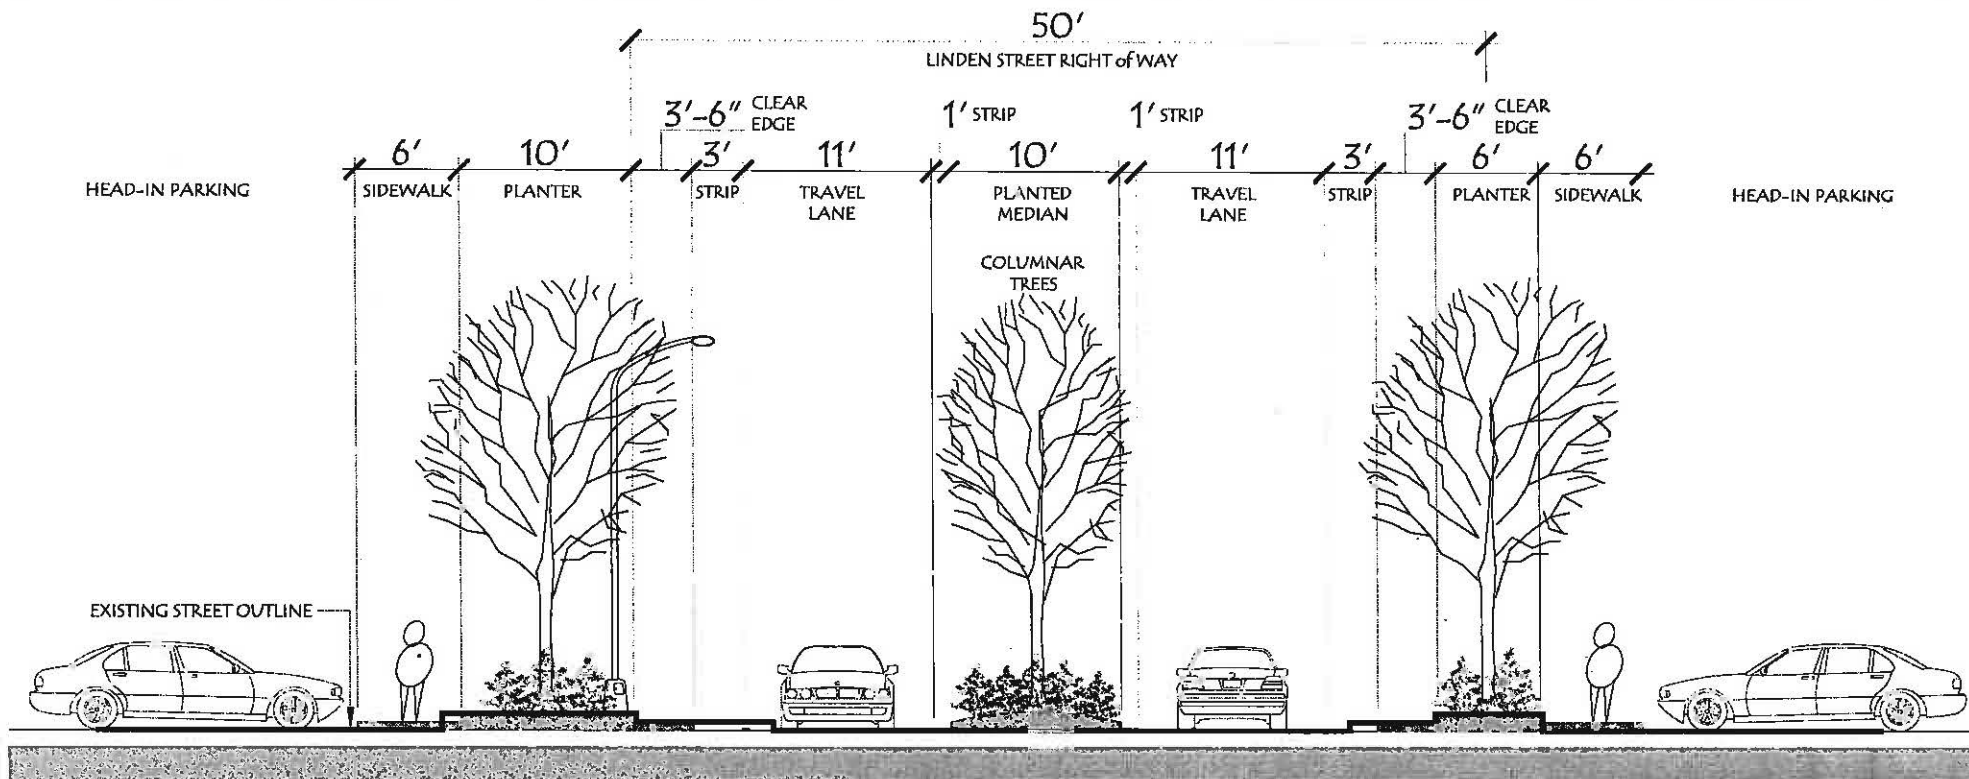 50'
LINDEN STREET RIGHT of WAY
3'-6" CLEAR EDGE
1' STRIP
1' STRIP
3'-6" CLEAR EDGE
6'
10'
3'
11'
10'
11'
3'
6'
6'
HEAD-IN PARKING
SIDEWALK
PLANTER
STRIP
TRAVEL
LANE
PLANTED
MEDIAN
TRAVEL
LANE
STRIP
PLANTER
SIDEWALK
HEAD-IN PARKING
COLUMNAR
TREES
EXISTING STREET OUTLINE